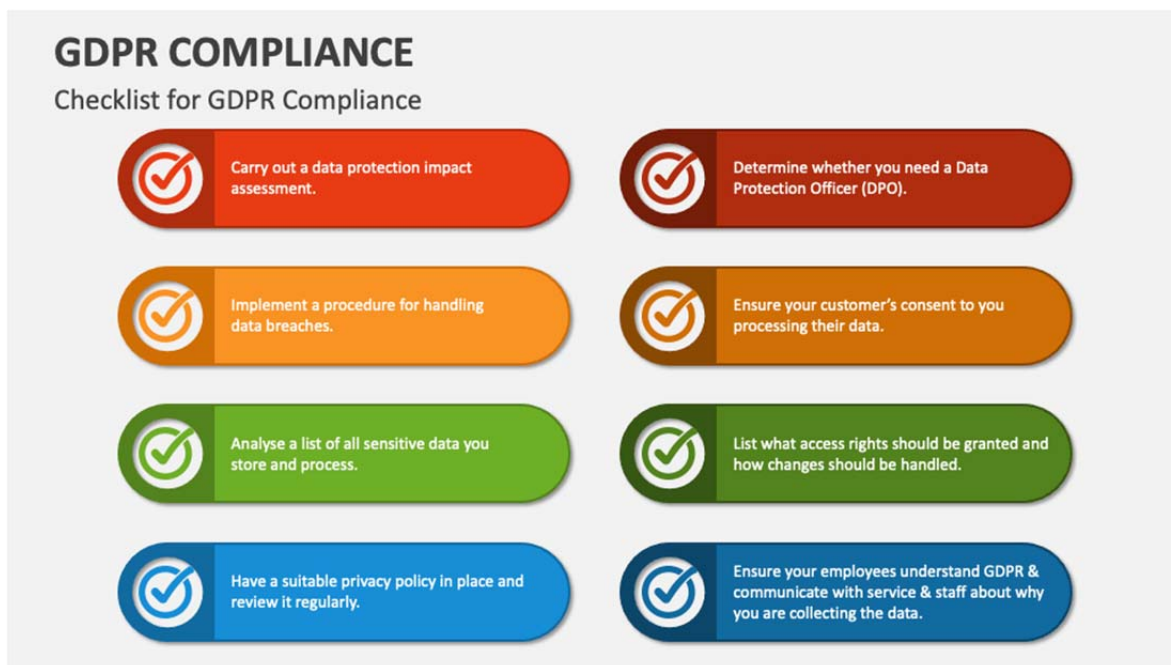 GDPR COMPLIANCE
Checklist for GDPR Compliance
Carry out a data protection impact
assessment.
Determine whether you need a Data
Protection Officer (DPO).
Implement a procedure for handling
data breaches.
Ensure your customer’s consent to you
processing their data.
Analyse a list of all sensitive data you
store and process.
List what access rights should be granted and
how changes should be handled.
Have a suitable privacy policy in place and
review it regularly.
Ensure your employees understand GDPR &
communicate with service & staff about why
you are collecting the data.